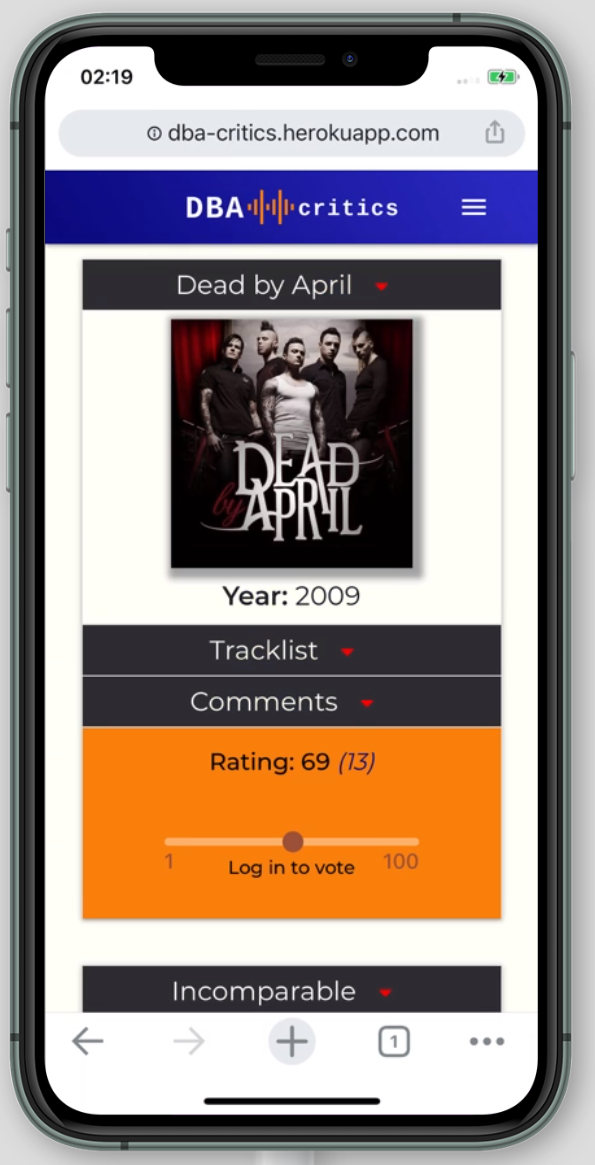 02:19
dba-critics.herokuapp.com
DBA critics
Dead by April
DEAD
by APRIL
Year: 2009
Tracklist
Comments
Rating: 69 (13)
1 Log in to vote 100
Incomparable
1